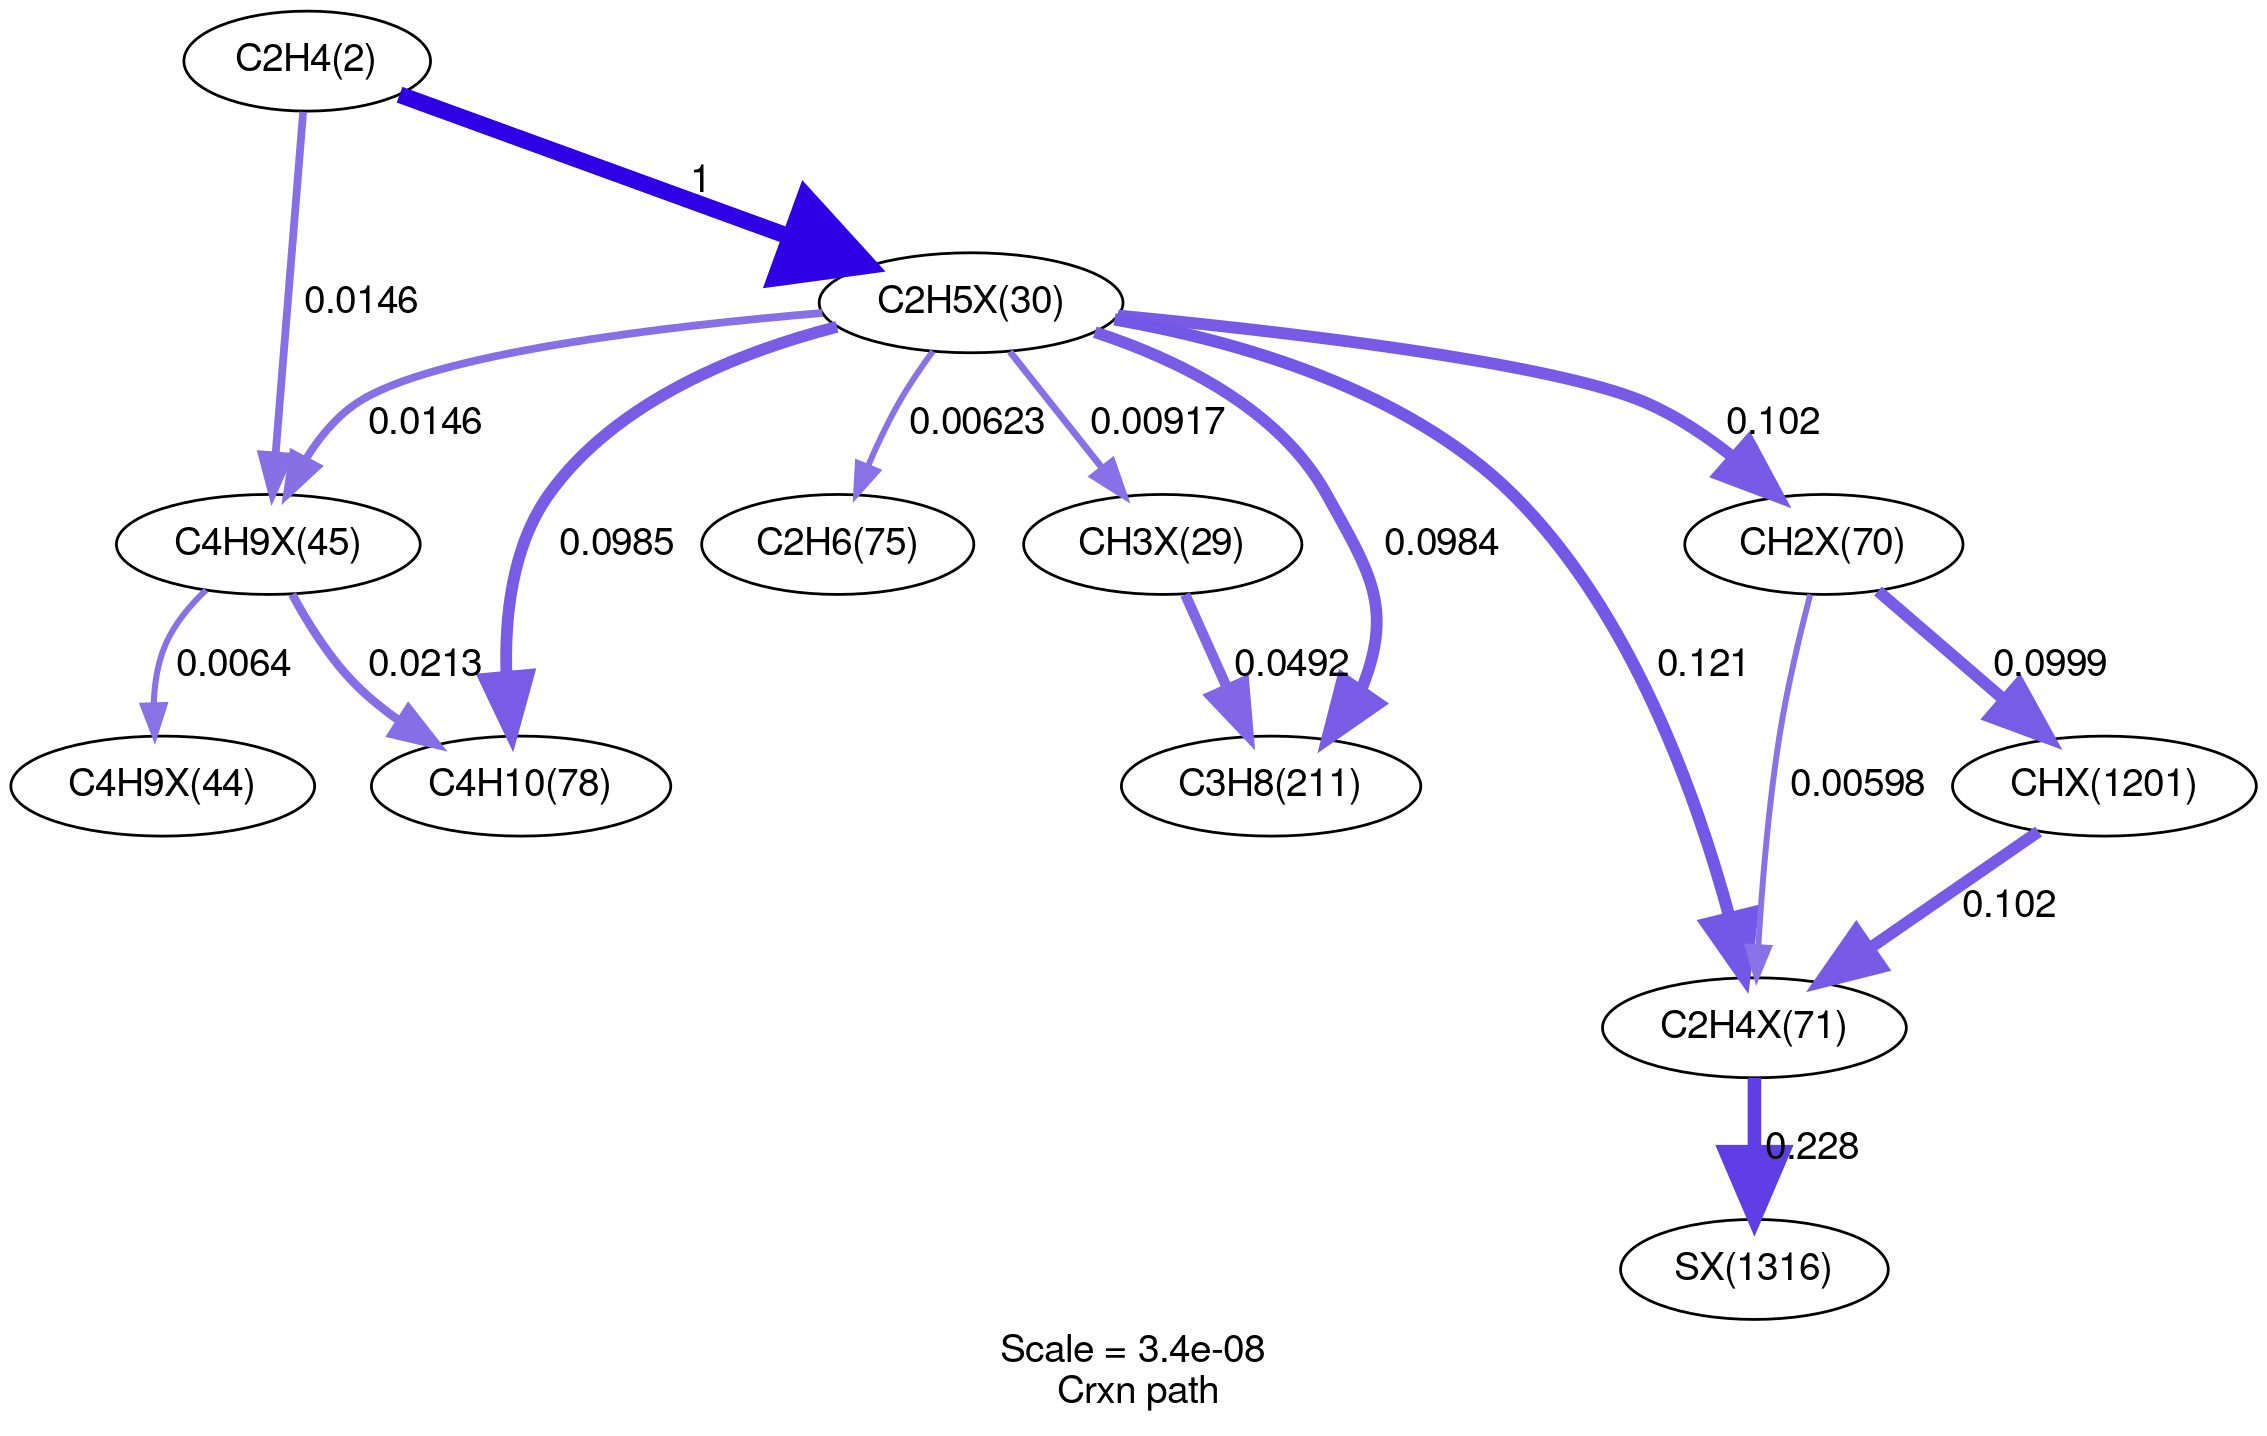 C2H4(2)
1
0.0146
C2H5X(30)
0.0146
0.00623
0.00917
0.102
C4H9X(45)
0.0985
C2H6(75)
CH3X(29)
0.0984
CH2X(70)
0.0064
0.0213
0.0492
0.121
0.0999
C4H9X(44)
C4H10(78)
C3H8(211)
0.00598
CHX(1201)
0.102
C2H4X(71)
0.228
SX(1316)
Scale = 3.4e-08
Crxn path